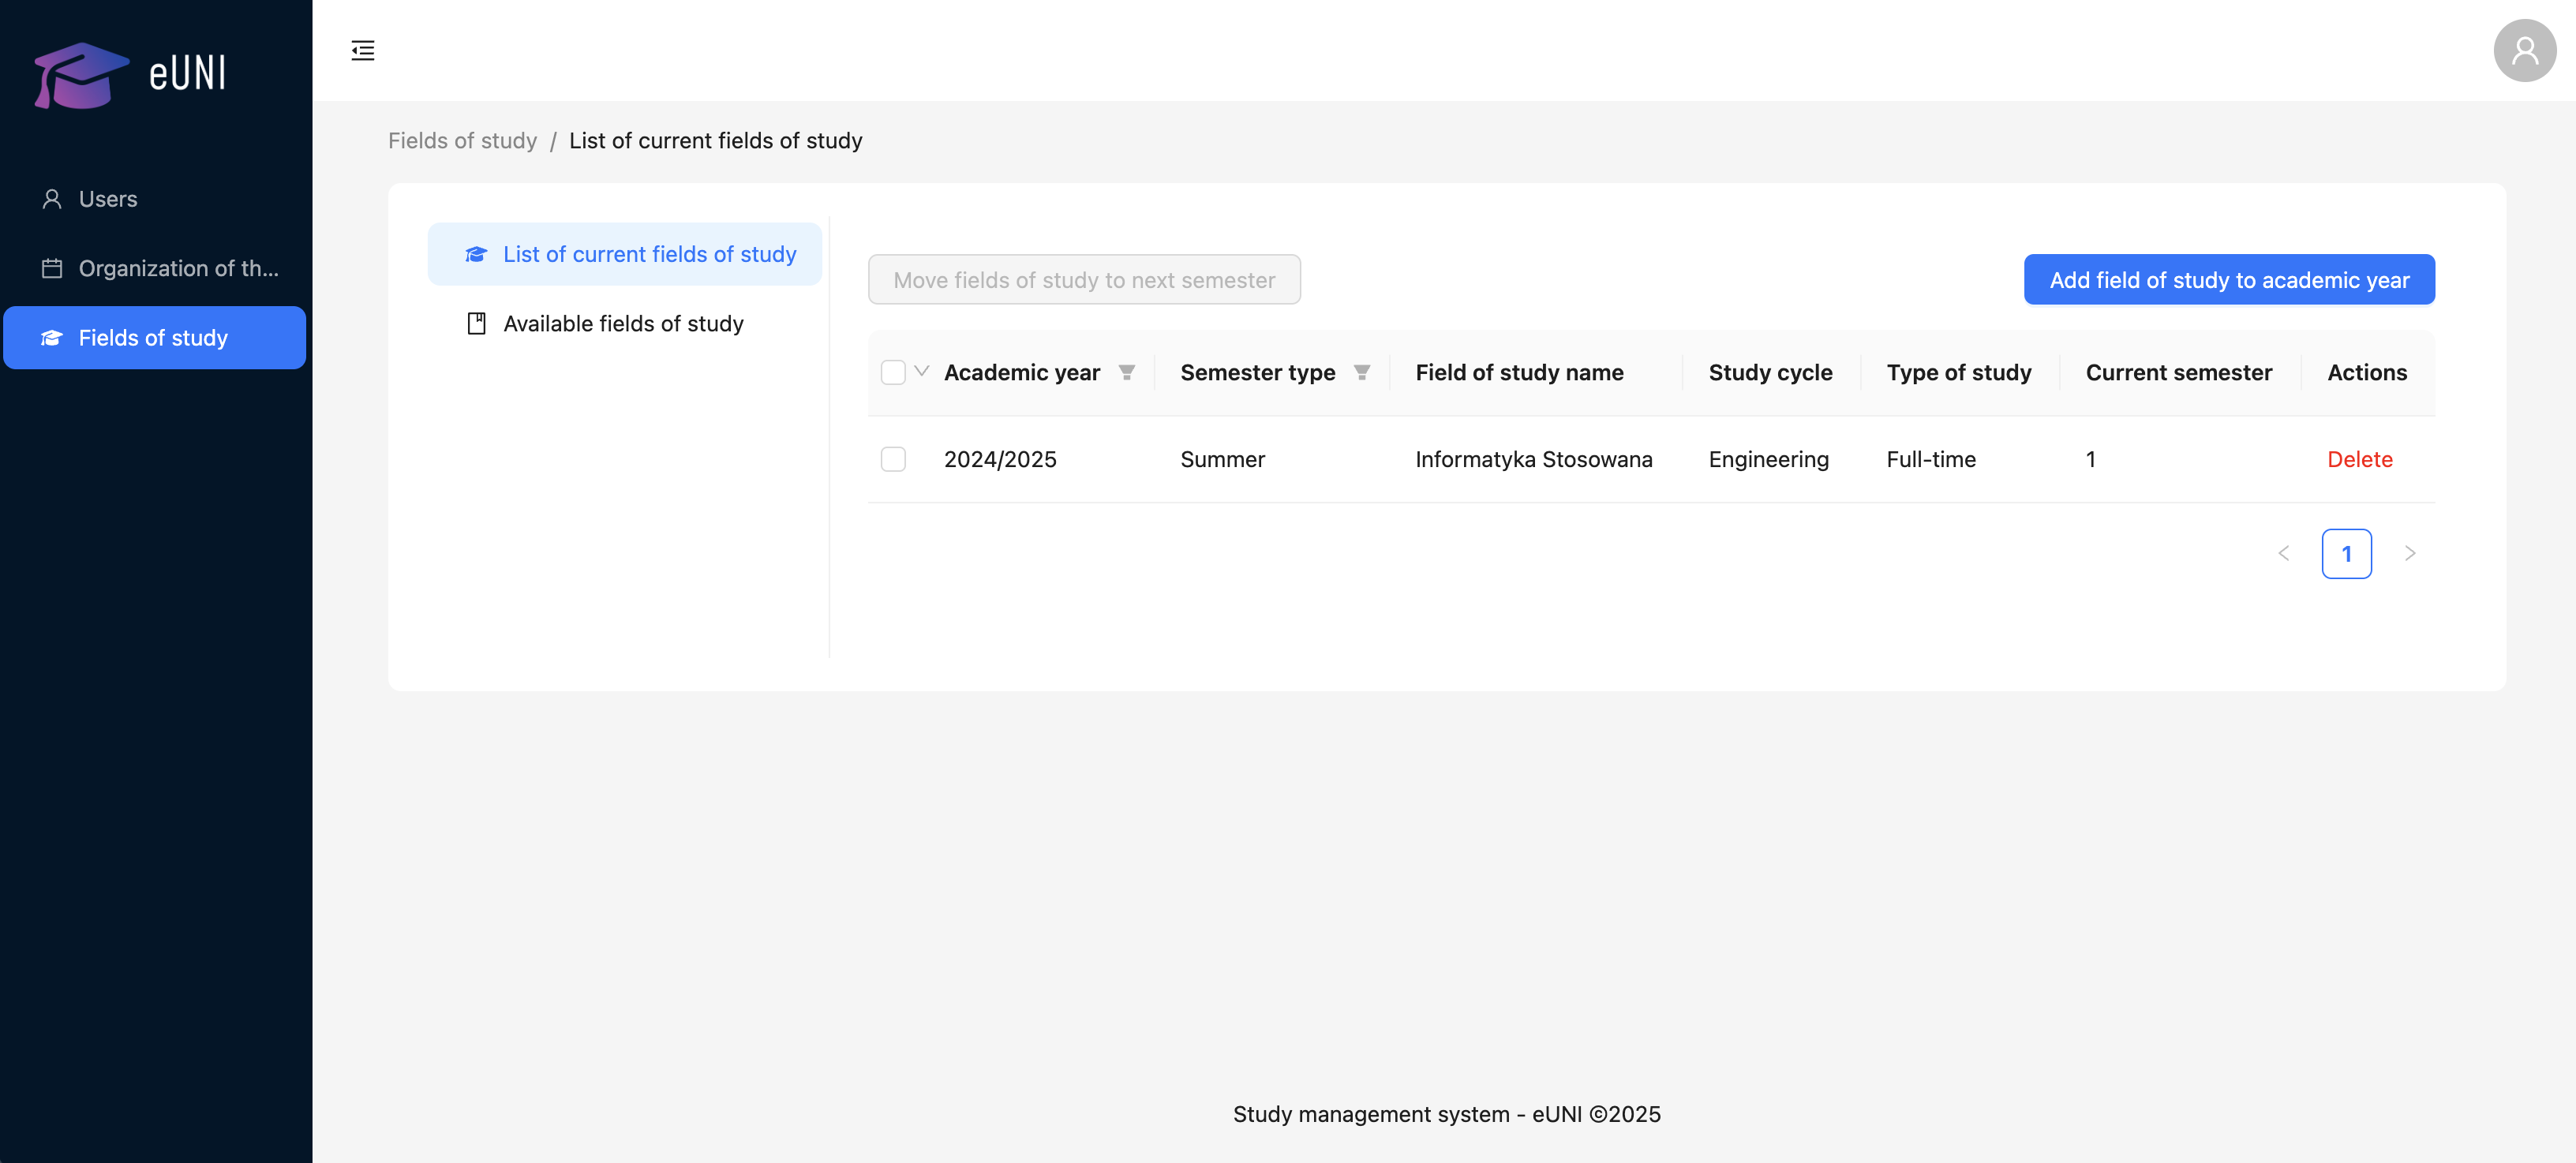 eUNI
Users
Organization of th...
Fields of study
Fields of study / List of current fields of study
List of current fields of study
Available fields of study
Move fields of study to next semester
Add field of study to academic year
Academic year Semester type Field of study name Study cycle Type of study Current semester Actions
2024/2025 Summer Informatyka Stosowana Engineering Full-time 1 Delete
1
Study management system - eUNI ©2025